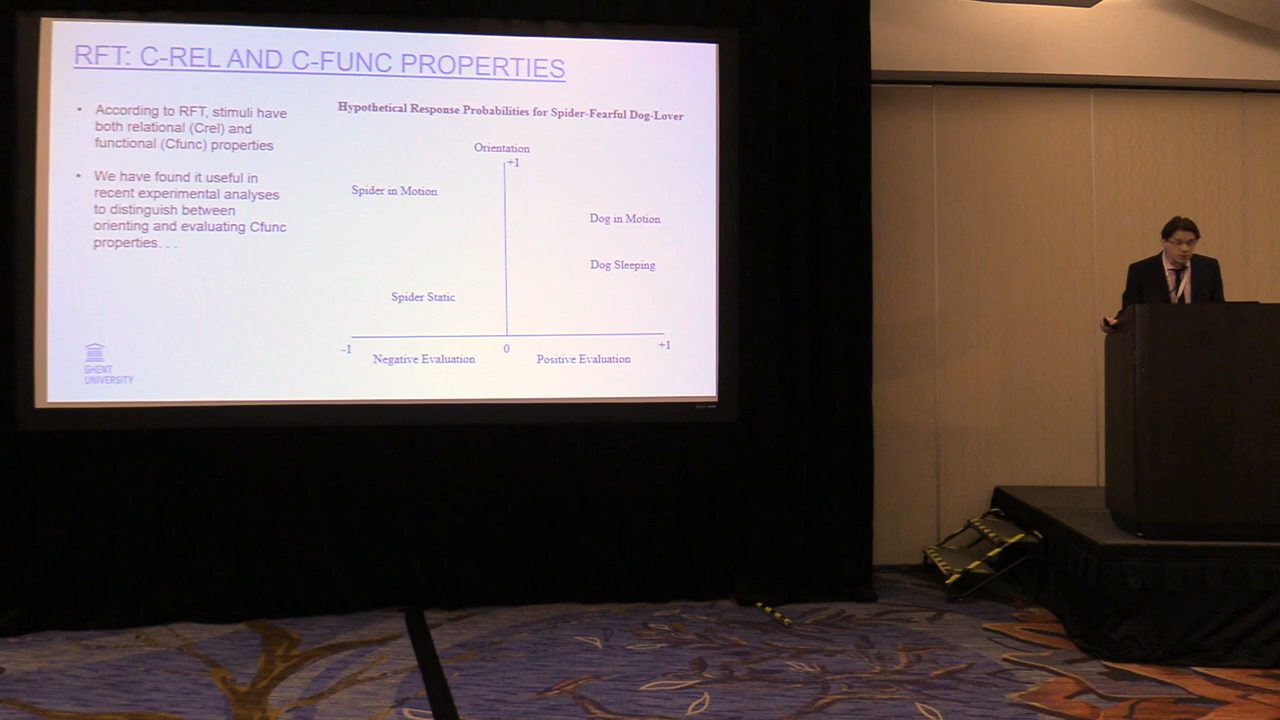 RFT: C-REL AND C-FUNC PROPERTIES
• According to RFT, stimuli have
both relational (Crel) and
functional (Cfunc) properties
• We have found it useful in
recent experimental analyses
to distinguish between
orienting and evaluating Cfunc
properties. . .
Hypothetical Response Probabilities for Spider-Fearful Dog-Lover
Orientation
+1
Spider in Motion
Dog in Motion
Dog Sleeping
Spider Static
-1
0
+1
Negative Evaluation
Positive Evaluation
GHENT
UNIVERSITY